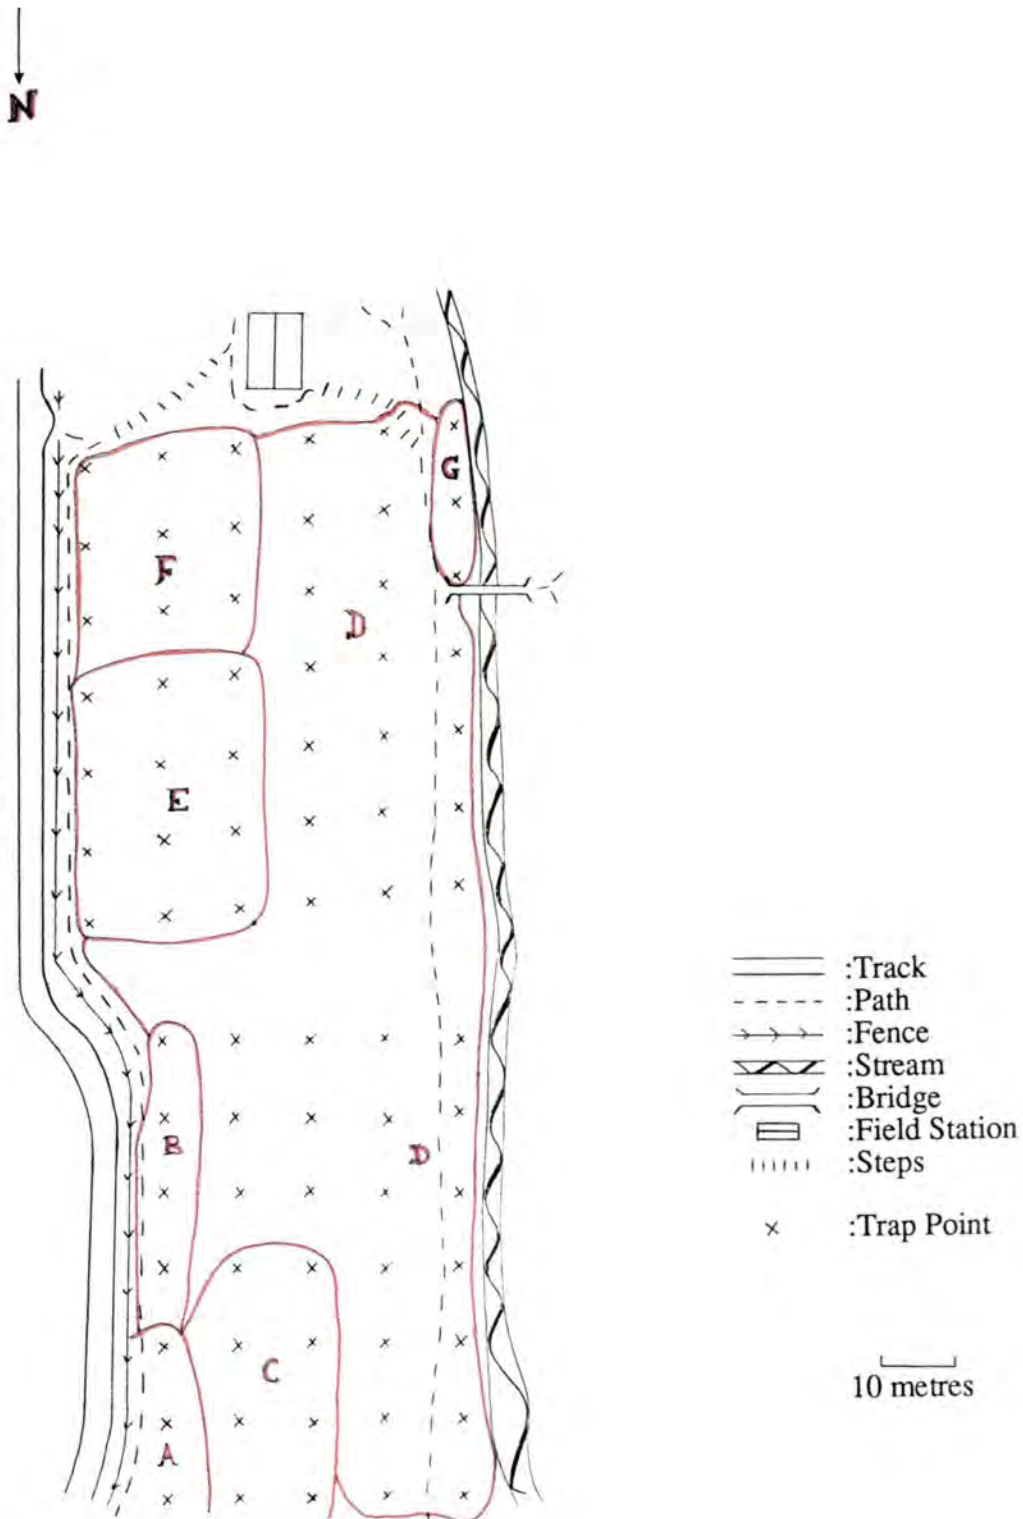 N
G
F
D
E
:Track
:Path
:Fence
:Stream
:Bridge
:Field Station
:Steps
:Trap Point
B
D
C
A
10 metres